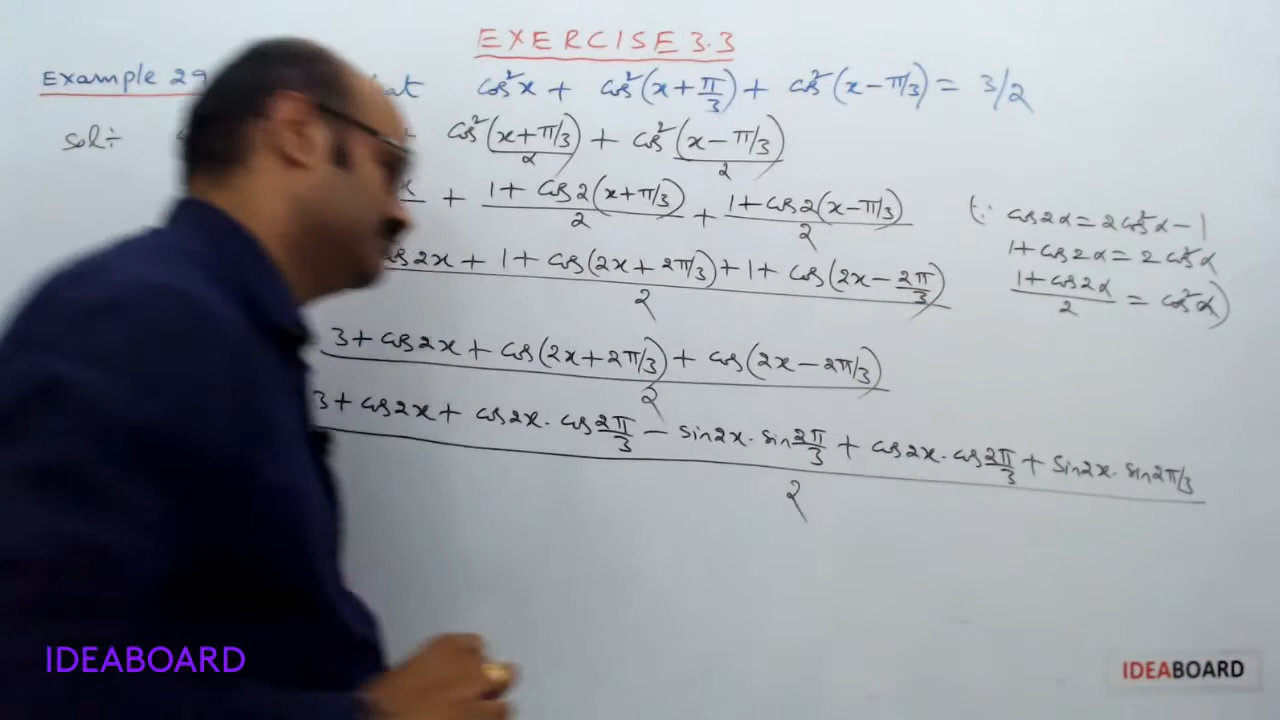 EXERCISE 3.3
Example 29 cos²x + cos²(x+π/3) + cos²(x−π/3) = 3/2
sol÷ cos²(x+π/3) + cos²(x−π/3)
α 2
+ (1+cos2(x+π/3))/2 + (1+cos2(x−π/3))/2 (∵ cos2α = 2cos²α − 1
1+cos2α = 2cos²α
(cos2x + 1 + cos(2x+2π/3) + 1 + cos(2x−2π/3))/2 (1+cos2α)/2 = cos²α)
(3 + cos2x + cos(2x+2π/3) + cos(2x−2π/3))/2
(3 + cos2x + cos2x·cos2π/3 − sin2x·sin2π/3 + cos2x·cos2π/3 + sin2x·sin2π/3)/2
IDEABOARD
IDEABOARD